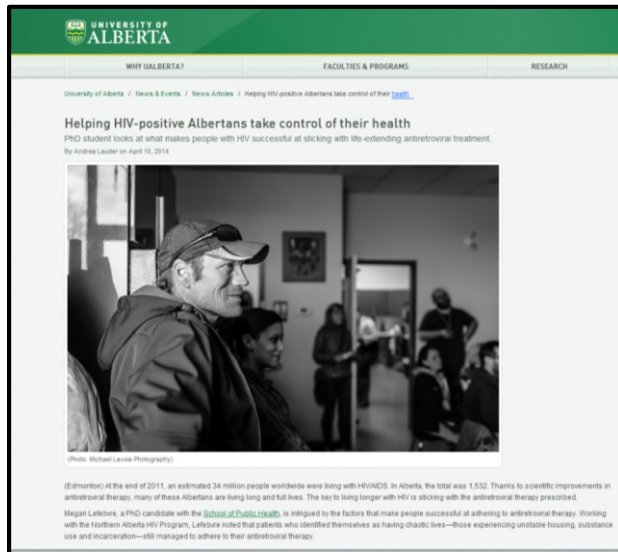 UNIVERSITY OF
ALBERTA
WHY UALBERTA? FACULTIES & PROGRAMS RESEARCH
University of Alberta / News & Events / News Articles / Helping HIV-positive Albertans take control of their health
Helping HIV-positive Albertans take control of their health
PhD student looks at what makes people with HIV successful at sticking with life-extending antiretroviral treatment.
By Andrea Lauder on April 10, 2014
(Photo: Michael Lavoie Photography)
(Edmonton) At the end of 2011, an estimated 34 million people worldwide were living with HIV/AIDS. In Alberta, the total was 1,532. Thanks to scientific improvements in
antiretroviral therapy, many of these Albertans are living long and full lives. The key to living longer with HIV is sticking with the antiretroviral therapy prescribed.
Megan Lefebvre, a PhD candidate with the School of Public Health, is intrigued by the factors that make people successful at adhering to antiretroviral therapy. Working
with the Northern Alberta HIV Program, Lefebvre noted that patients who identified themselves as having chaotic lives—those experiencing unstable housing, substance
use and incarceration—still managed to adhere to their antiretroviral therapy.